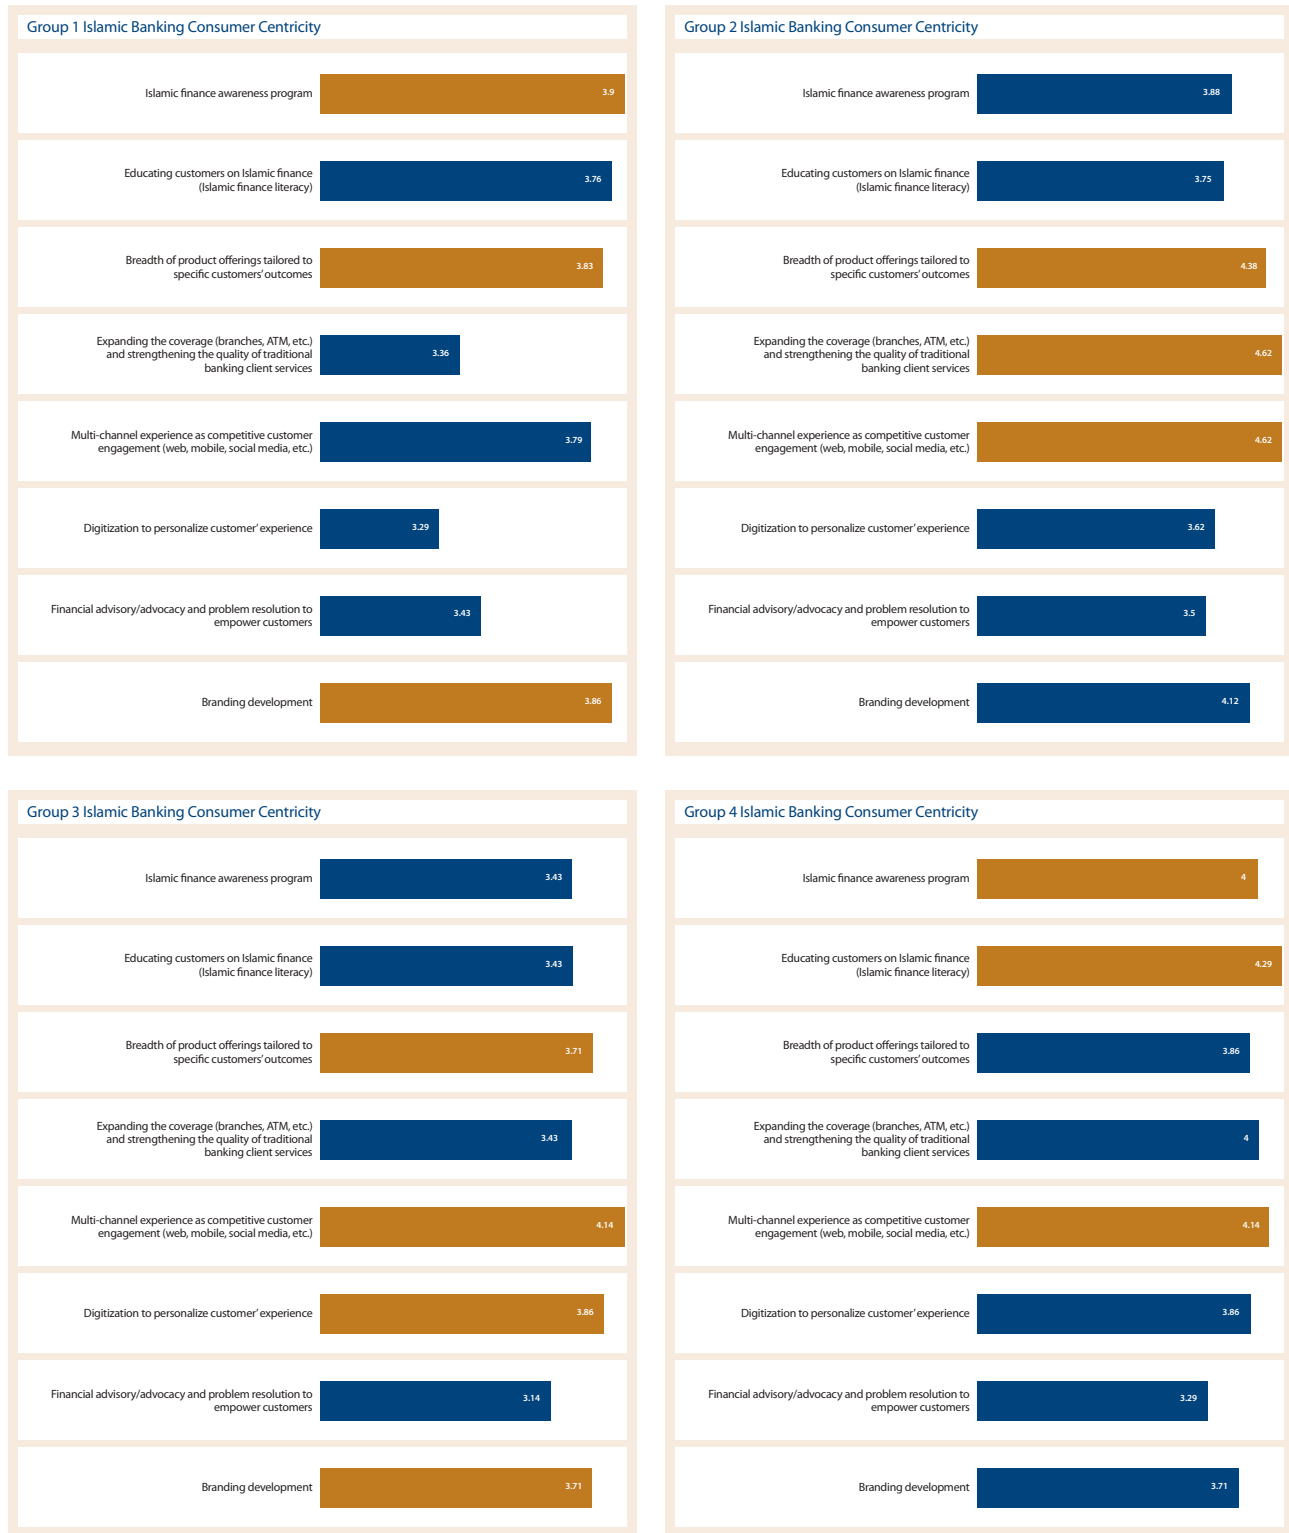 Group 1 Islamic Banking Consumer Centricity
Islamic finance awareness program
3.9
Educating customers on Islamic finance
(Islamic finance literacy)
3.76
Breadth of product offerings tailored to
specific customers' outcomes
3.83
Expanding the coverage (branches, ATM, etc.)
and strengthening the quality of traditional
banking client services
3.36
Multi-channel experience as competitive customer
engagement (web, mobile, social media, etc.)
3.79
Digitization to personalize customer' experience
3.29
Financial advisory/advocacy and problem resolution to
empower customers
3.43
Branding development
3.86
Group 2 Islamic Banking Consumer Centricity
Islamic finance awareness program
3.88
Educating customers on Islamic finance
(Islamic finance literacy)
3.75
Breadth of product offerings tailored to
specific customers' outcomes
4.38
Expanding the coverage (branches, ATM, etc.)
and strengthening the quality of traditional
banking client services
4.62
Multi-channel experience as competitive customer
engagement (web, mobile, social media, etc.)
4.62
Digitization to personalize customer' experience
3.62
Financial advisory/advocacy and problem resolution to
empower customers
3.5
Branding development
4.12
Group 3 Islamic Banking Consumer Centricity
Islamic finance awareness program
3.43
Educating customers on Islamic finance
(Islamic finance literacy)
3.43
Breadth of product offerings tailored to
specific customers' outcomes
3.71
Expanding the coverage (branches, ATM, etc.)
and strengthening the quality of traditional
banking client services
3.43
Multi-channel experience as competitive customer
engagement (web, mobile, social media, etc.)
4.14
Digitization to personalize customer' experience
3.86
Financial advisory/advocacy and problem resolution to
empower customers
3.14
Branding development
3.71
Group 4 Islamic Banking Consumer Centricity
Islamic finance awareness program
4
Educating customers on Islamic finance
(Islamic finance literacy)
4.29
Breadth of product offerings tailored to
specific customers' outcomes
3.86
Expanding the coverage (branches, ATM, etc.)
and strengthening the quality of traditional
banking client services
4
Multi-channel experience as competitive customer
engagement (web, mobile, social media, etc.)
4.14
Digitization to personalize customer' experience
3.86
Financial advisory/advocacy and problem resolution to
empower customers
3.29
Branding development
3.71